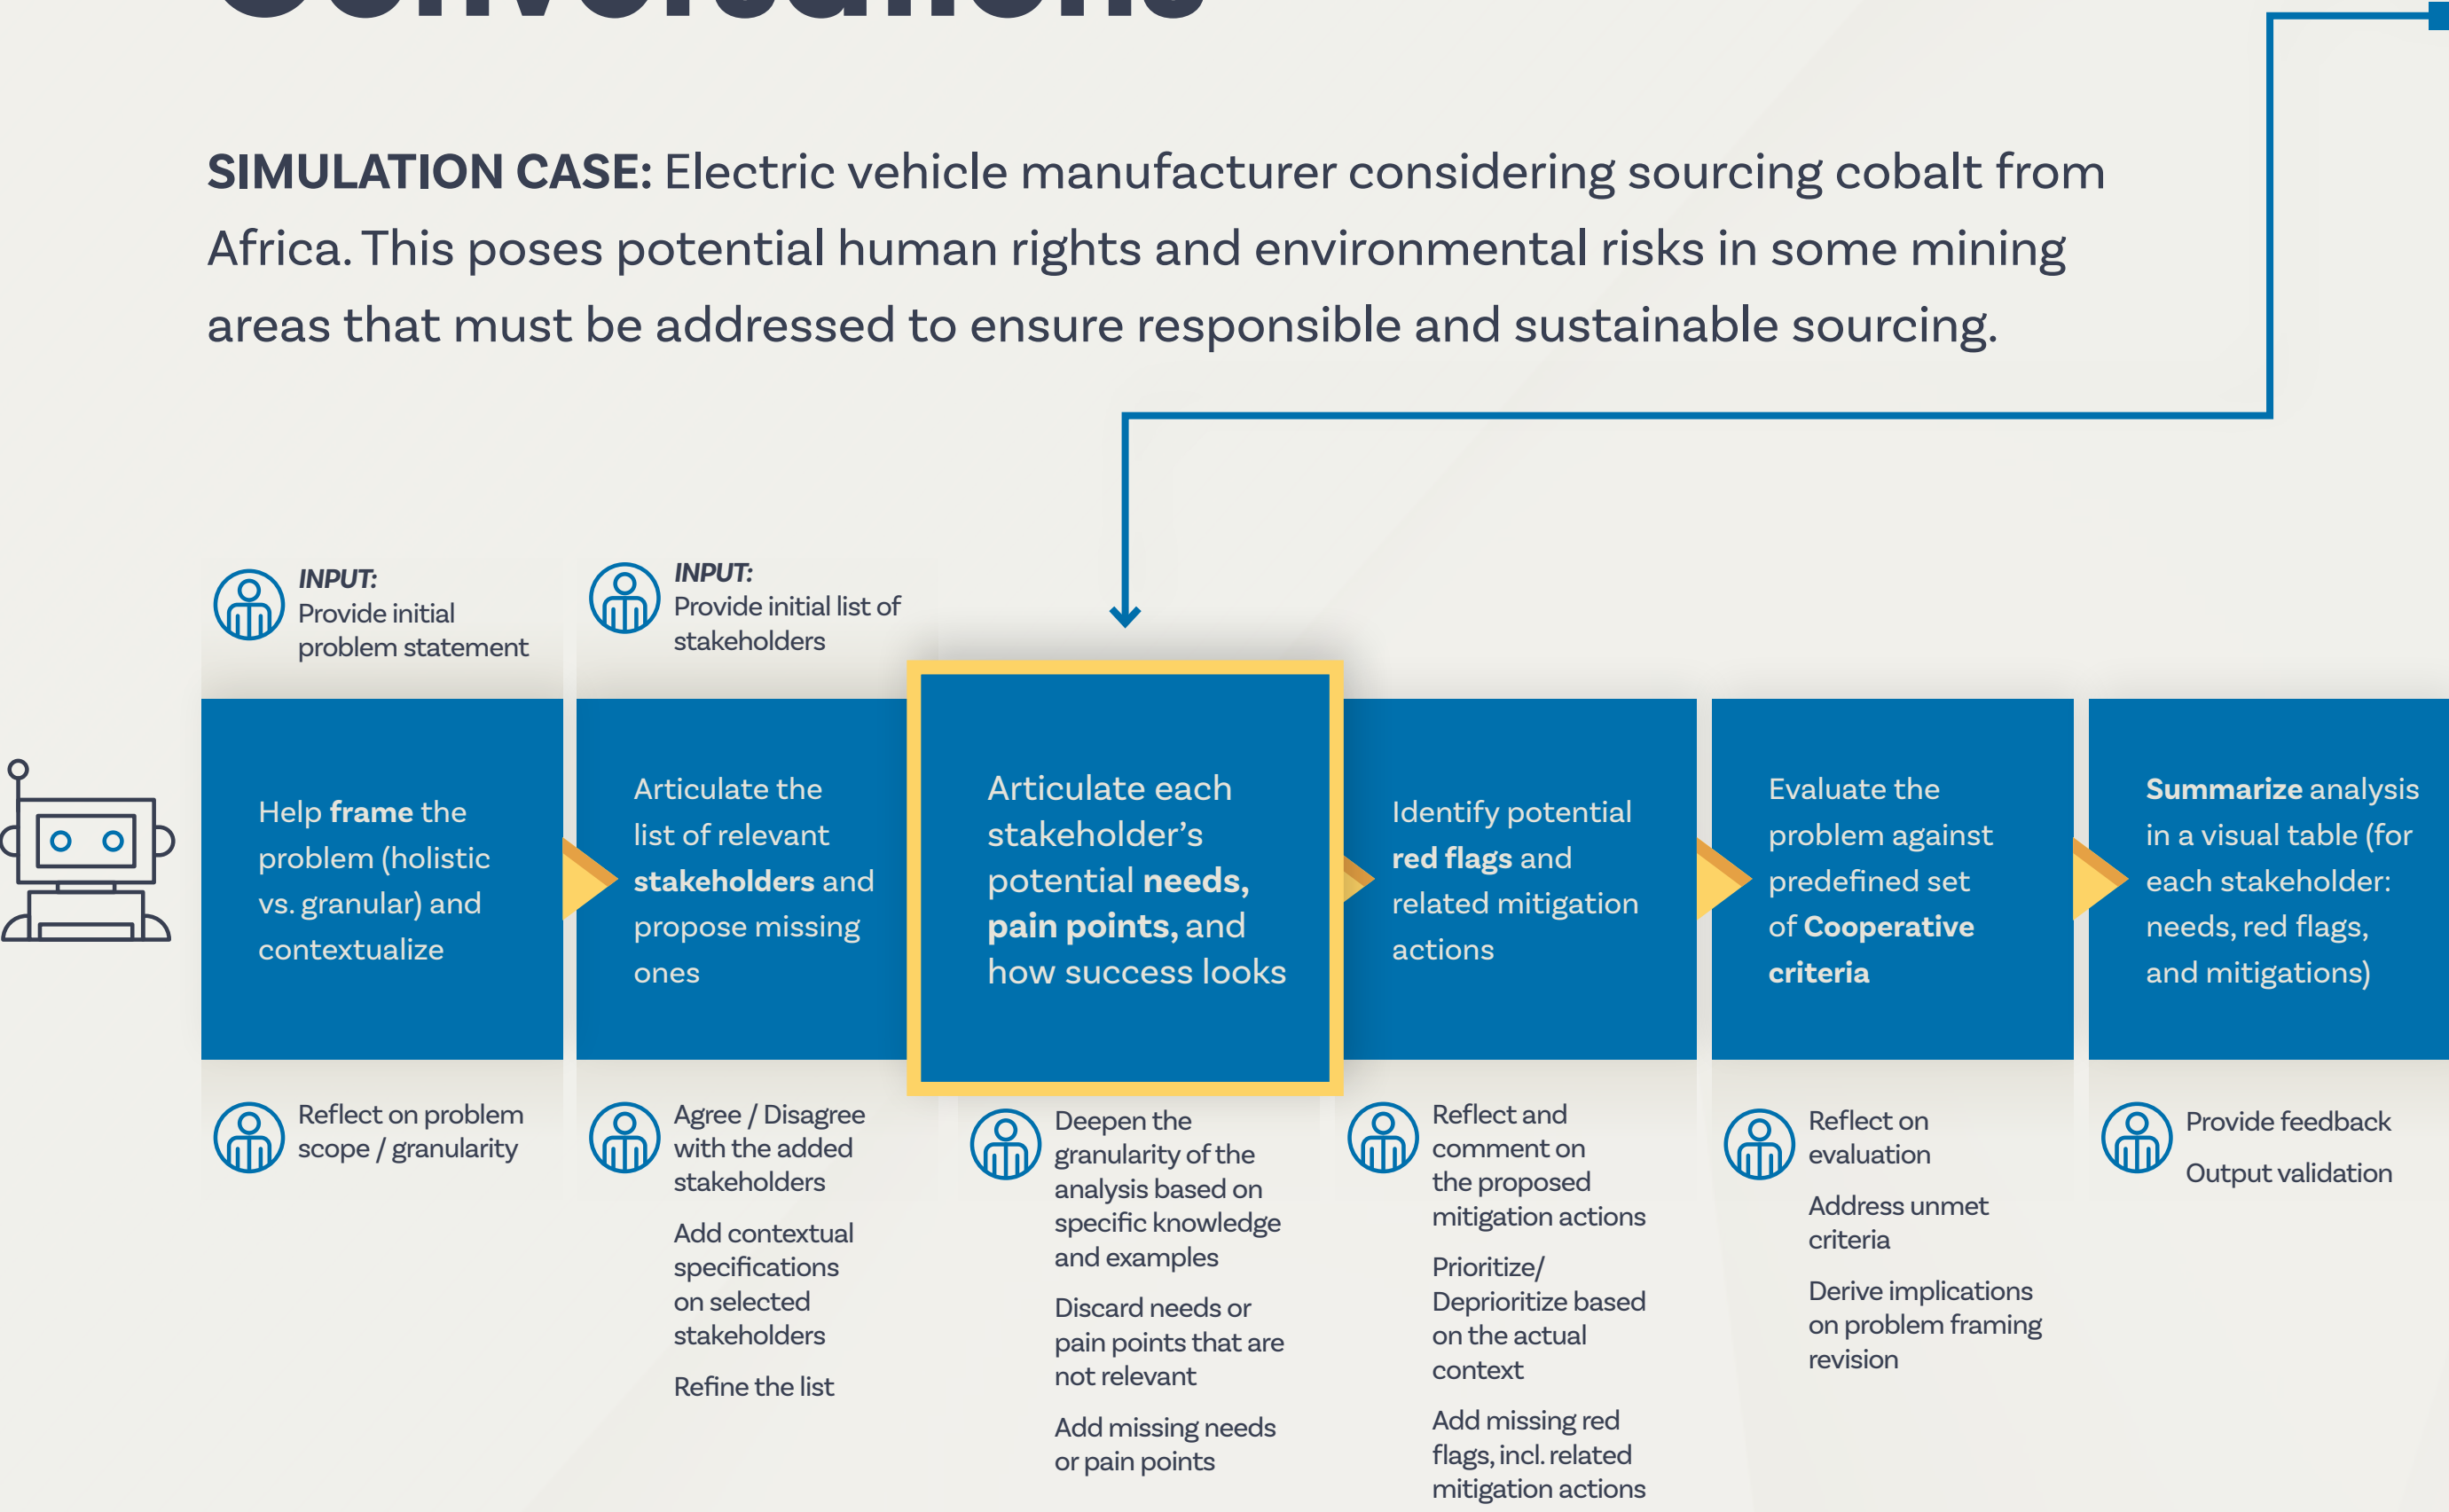 Conversations
SIMULATION CASE: Electric vehicle manufacturer considering sourcing cobalt from
Africa. This poses potential human rights and environmental risks in some mining
areas that must be addressed to ensure responsible and sustainable sourcing.
INPUT:
Provide initial
problem statement
INPUT:
Provide initial list of
stakeholders
Help frame the
problem (holistic
vs. granular) and
contextualize
Articulate the
list of relevant
stakeholders and
propose missing
ones
Articulate each
stakeholder’s
potential needs,
pain points, and
how success looks
Identify potential
red flags and
related mitigation
actions
Evaluate the
problem against
predefined set
of Cooperative
criteria
Summarize analysis
in a visual table (for
each stakeholder:
needs, red flags,
and mitigations)
Reflect on problem
scope / granularity
Agree / Disagree
with the added
stakeholders
Add contextual
specifications
on selected
stakeholders
Refine the list
Deepen the
granularity of the
analysis based on
specific knowledge
and examples
Discard needs or
pain points that are
not relevant
Add missing needs
or pain points
Reflect and
comment on
the proposed
mitigation actions
Prioritize/
Deprioritize based
on the actual
context
Add missing red
flags, incl. related
mitigation actions
Reflect on
evaluation
Address unmet
criteria
Derive implications
on problem framing
revision
Provide feedback
Output validation